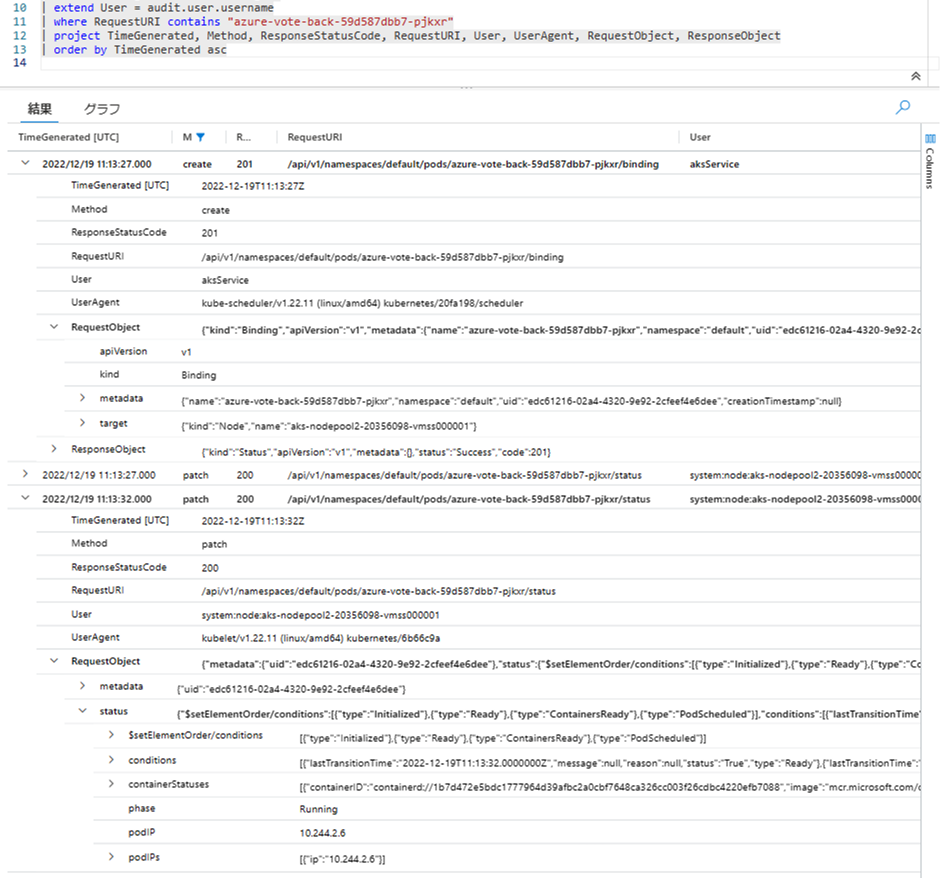 10 | extend User = audit.user.username
11 | where RequestURI contains "azure-vote-back-59d587dbb7-pjkxr"
12 | project TimeGenerated, Method, ResponseStatusCode, RequestURI, User, UserAgent, RequestObject, ResponseObject
13 | order by TimeGenerated asc
14
結果 グラフ
TimeGenerated [UTC] M R... RequestURI User
Columns
2022/12/19 11:13:27.000 create 201 /api/v1/namespaces/default/pods/azure-vote-back-59d587dbb7-pjkxr/binding aksService
TimeGenerated [UTC] 2022-12-19T11:13:27Z
Method create
ResponseStatusCode 201
RequestURI /api/v1/namespaces/default/pods/azure-vote-back-59d587dbb7-pjkxr/binding
User aksService
UserAgent kube-scheduler/v1.22.11 (linux/amd64) kubernetes/20fa198/scheduler
RequestObject {"kind":"Binding","apiVersion":"v1","metadata":{"name":"azure-vote-back-59d587dbb7-pjkxr","namespace":"default","uid":"edc61216-02a4-4320-9e92-2c
apiVersion v1
kind Binding
metadata {"name":"azure-vote-back-59d587dbb7-pjkxr","namespace":"default","uid":"edc61216-02a4-4320-9e92-2cfeef4e6dee","creationTimestamp":null}
target {"kind":"Node","name":"aks-nodepool2-20356098-vmss000001"}
ResponseObject {"kind":"Status","apiVersion":"v1","metadata":{},"status":"Success","code":201}
2022/12/19 11:13:27.000 patch 200 /api/v1/namespaces/default/pods/azure-vote-back-59d587dbb7-pjkxr/status system:node:aks-nodepool2-20356098-vmss0000
2022/12/19 11:13:32.000 patch 200 /api/v1/namespaces/default/pods/azure-vote-back-59d587dbb7-pjkxr/status system:node:aks-nodepool2-20356098-vmss000
TimeGenerated [UTC] 2022-12-19T11:13:32Z
Method patch
ResponseStatusCode 200
RequestURI /api/v1/namespaces/default/pods/azure-vote-back-59d587dbb7-pjkxr/status
User system:node:aks-nodepool2-20356098-vmss000001
UserAgent kubelet/v1.22.11 (linux/amd64) kubernetes/6b66c9a
RequestObject {"metadata":{"uid":"edc61216-02a4-4320-9e92-2cfeef4e6dee"},"status":{"$setElementOrder/conditions":[{"type":"Initialized"},{"type":"Ready"},{"type":"Co
metadata {"uid":"edc61216-02a4-4320-9e92-2cfeef4e6dee"}
status {"$setElementOrder/conditions":[{"type":"Initialized"},{"type":"Ready"},{"type":"ContainersReady"},{"type":"PodScheduled"}],"conditions":[{"lastTransitionTime"
$setElementOrder/conditions [{"type":"Initialized"},{"type":"Ready"},{"type":"ContainersReady"},{"type":"PodScheduled"}]
conditions [{"lastTransitionTime":"2022-12-19T11:13:32.0000000Z","message":null,"reason":null,"status":"True","type":"Ready"},{"lastTransitionTime":"
containerStatuses [{"containerID":"containerd://1b7d472e5bdc1777964d39afbc2a0cbf7648ca326cc003f26cdbc4220efb7088","image":"mcr.microsoft.com/
phase Running
podIP 10.244.2.6
podIPs [{"ip":"10.244.2.6"}]